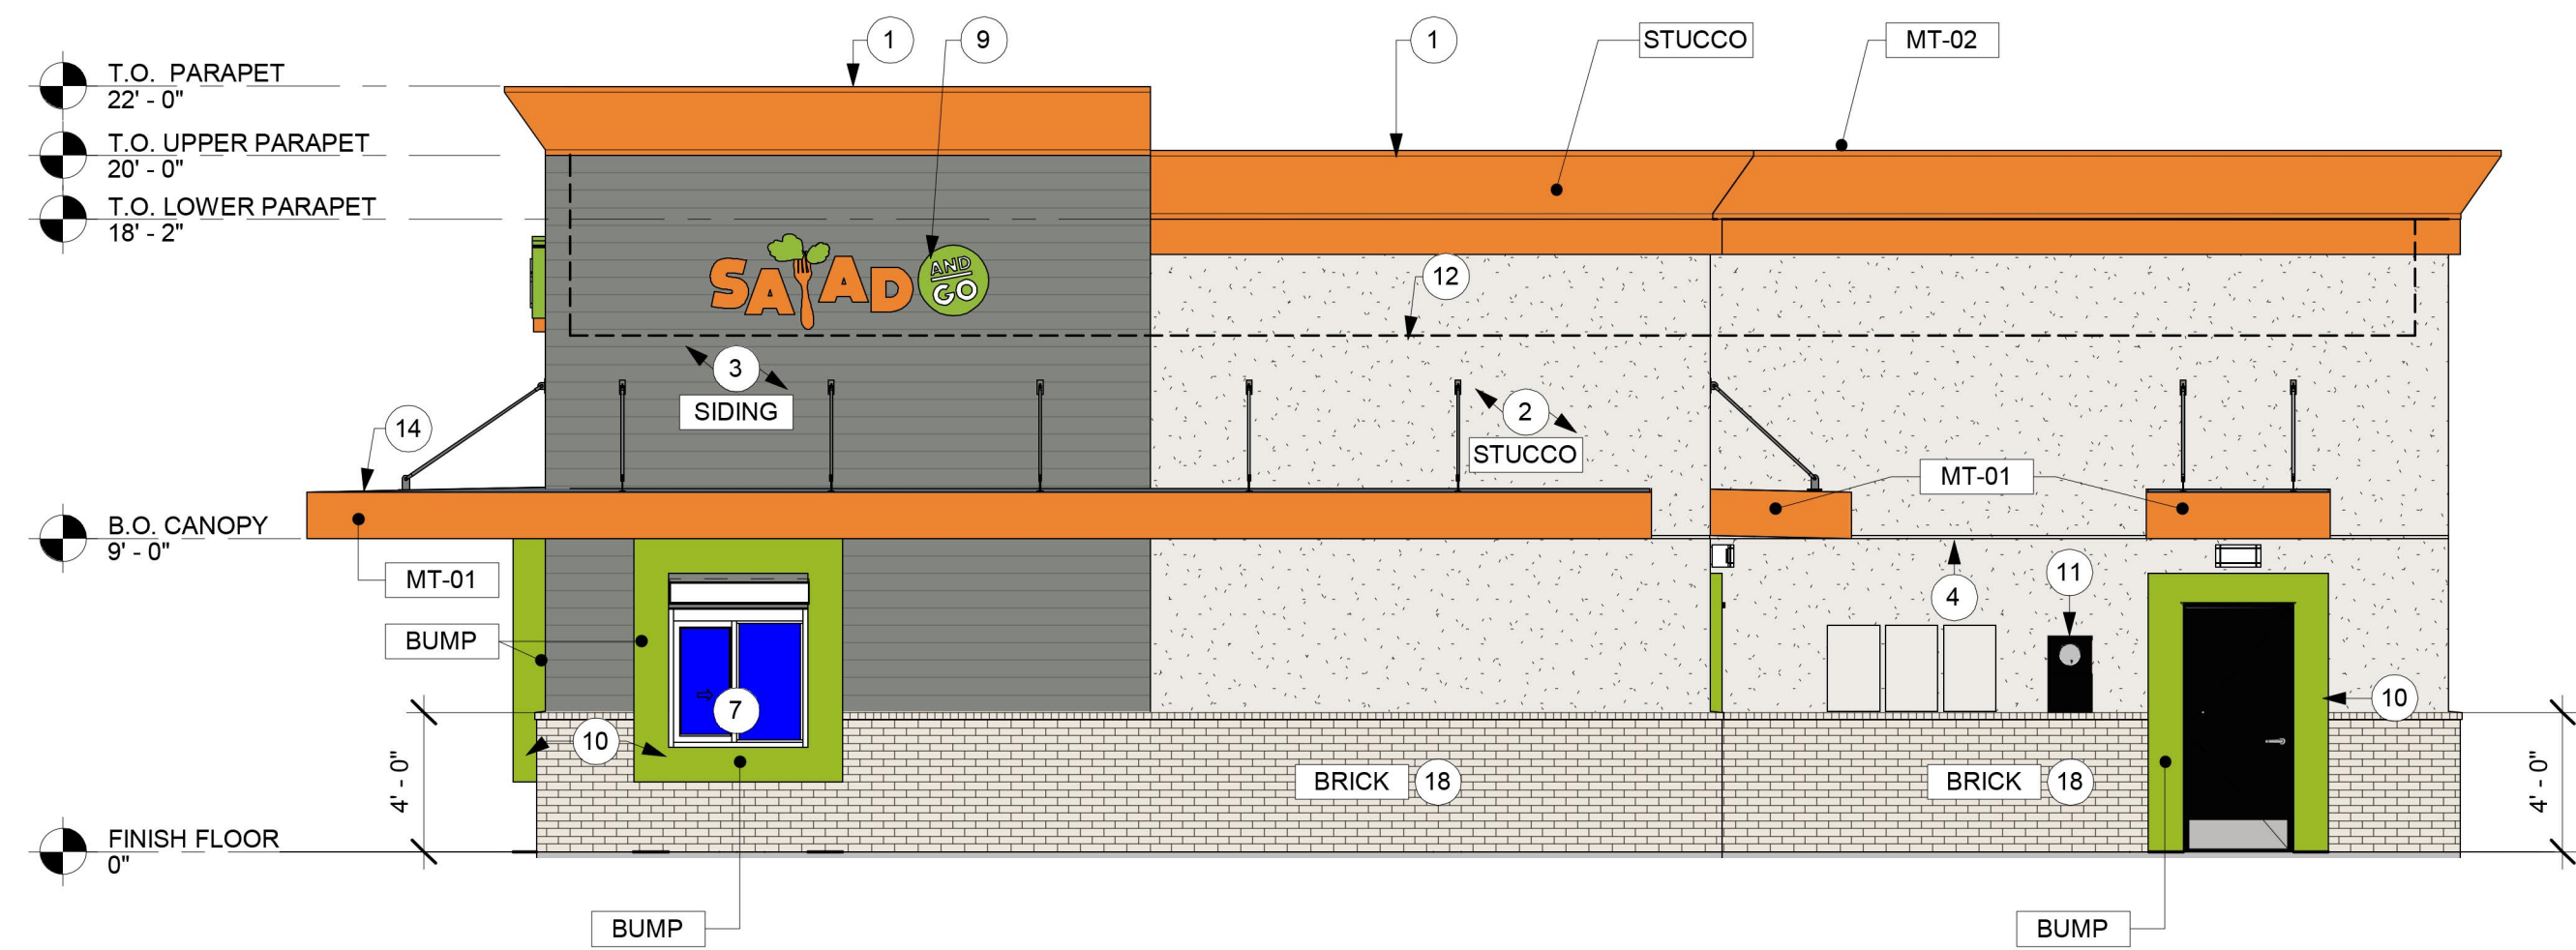 1
9
1
STUCCO
MT-02
T.O. PARAPET
22' - 0"
T.O. UPPER PARAPET
20' - 0"
T.O. LOWER PARAPET
18' - 2"
SALAD
AND
GO
12
3
SIDING
14
2
STUCCO
MT-01
B.O. CANOPY
9' - 0"
MT-01
11
4
BUMP
7
10
10
4' - 0"
BRICK 18
BRICK 18
4' - 0"
FINISH FLOOR
0"
BUMP
BUMP